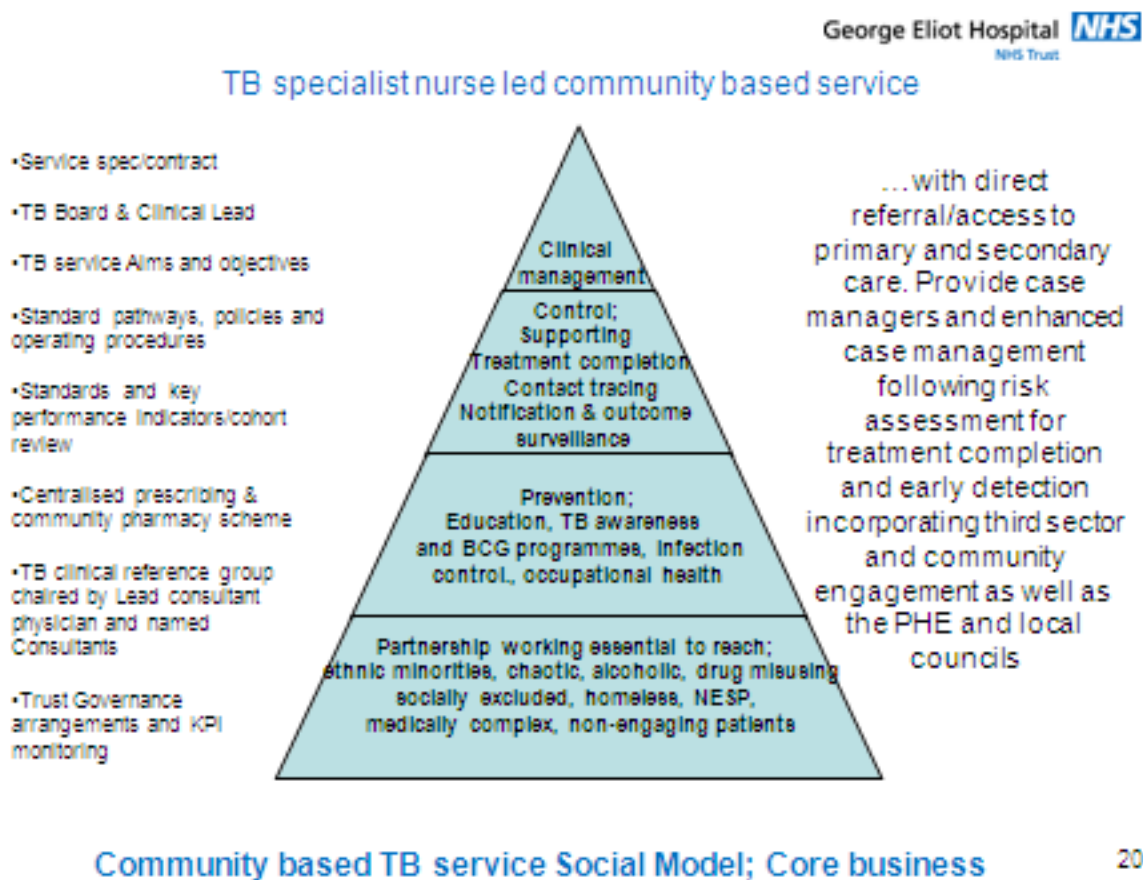 George Eliot Hospital NHS
NHS Trust
TB specialist nurse led community based service
•Service spec/contract
•TB Board & Clinical Lead
•TB service Aims and objectives
•Standard pathways, policies and
operating procedures
•Standards and key
performance indicators/cohort
review
•Centralised prescribing &
community pharmacy scheme
•TB clinical reference group
chaired by Lead consultant
physician and named
Consultants
•Trust Governance
arrangements and KPI
monitoring
Clinical
management
Control;
Supporting
Treatment completion
Contact tracing
Notification & outcome
surveillance
Prevention;
Education, TB awareness
and BCG programmes, infection
control., occupational health
Partnership working essential to reach;
ethnic minorities, chaotic, alcoholic, drug misusing
socially excluded, homeless, NESP,
medically complex, non-engaging patients
...with direct
referral/access to
primary and secondary
care. Provide case
managers and enhanced
case management
following risk
assessment for
treatment completion
and early detection
incorporating third sector
and community
engagement as well as
the PHE and local
councils
Community based TB service Social Model; Core business
20